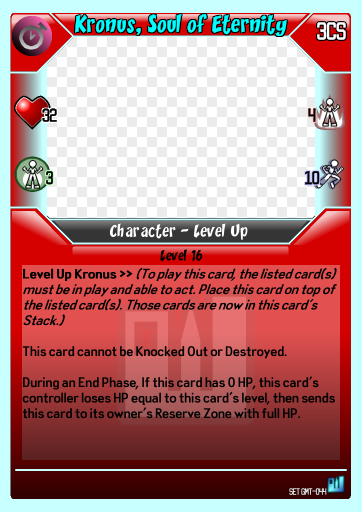 Kronus, Soul of Eternity
3CS
32
4
3
10
Character - Level Up
Level 16
Level Up Kronus >> (To play this card, the listed card(s)
must be in play and able to act. Place this card on top of
the listed card(s). Those cards are now in this card's
Stack.)
This card cannot be Knocked Out or Destroyed.
During an End Phase, If this card has 0 HP, this card's
controller loses HP equal to this card's level, then sends
this card to its owner's Reserve Zone with full HP.
SET GMT-044